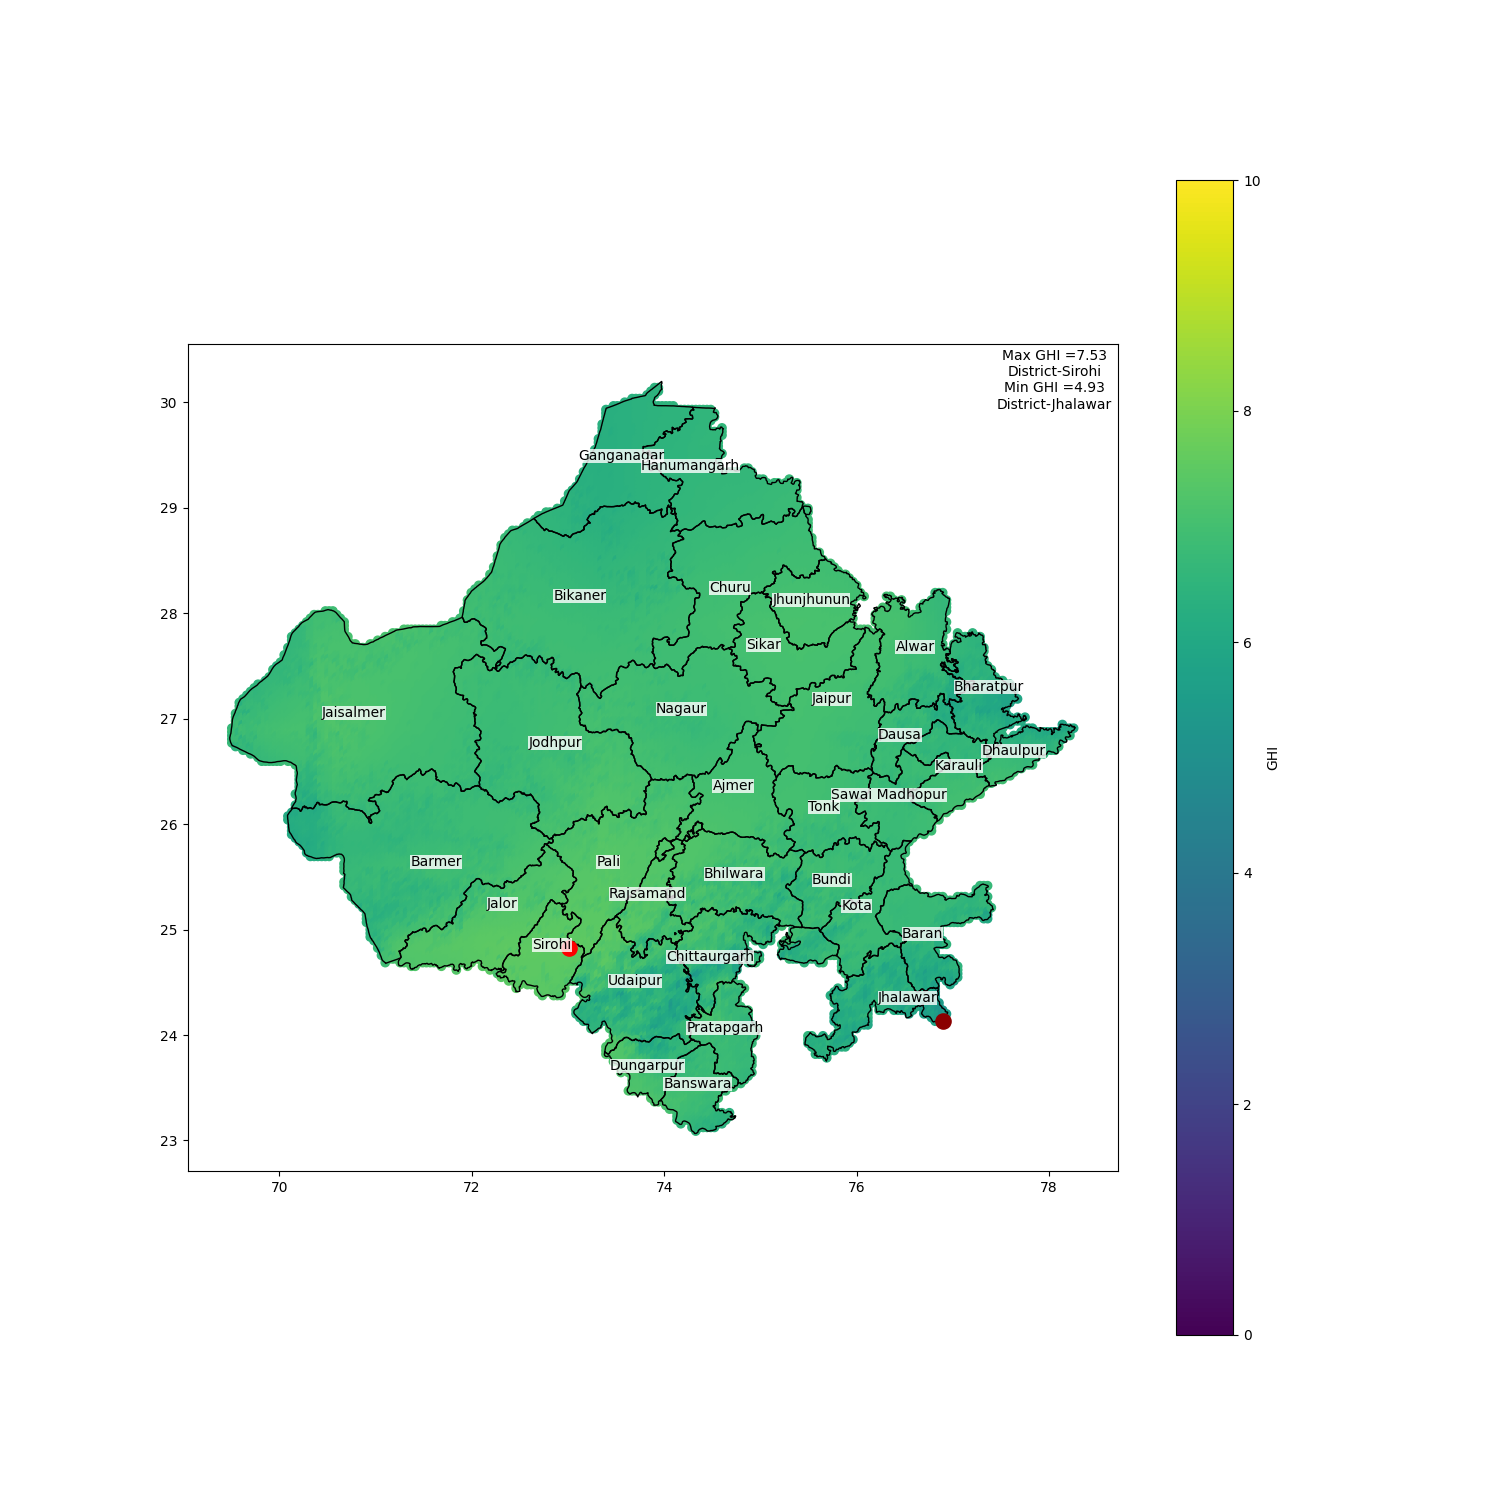 Max GHI =7.53
District-Sirohi
Min GHI =4.93
District-Jhalawar
10
8
6
4
2
0
GHI
30
29
28
27
26
25
24
23
70
72
74
76
78
Ganganagar
Hanumangarh
Churu
Bikaner
Jhunjhunun
Sikar
Alwar
Bharatpur
Jaipur
Nagaur
Jaisalmer
Dausa
Jodhpur
Dhaulpur
Karauli
Ajmer
Sawai Madhopur
Tonk
Barmer
Pali
Bhilwara
Bundi
Rajsamand
Jalor
Kota
Baran
Sirohi
Chittaurgarh
Udaipur
Jhalawar
Pratapgarh
Dungarpur
Banswara